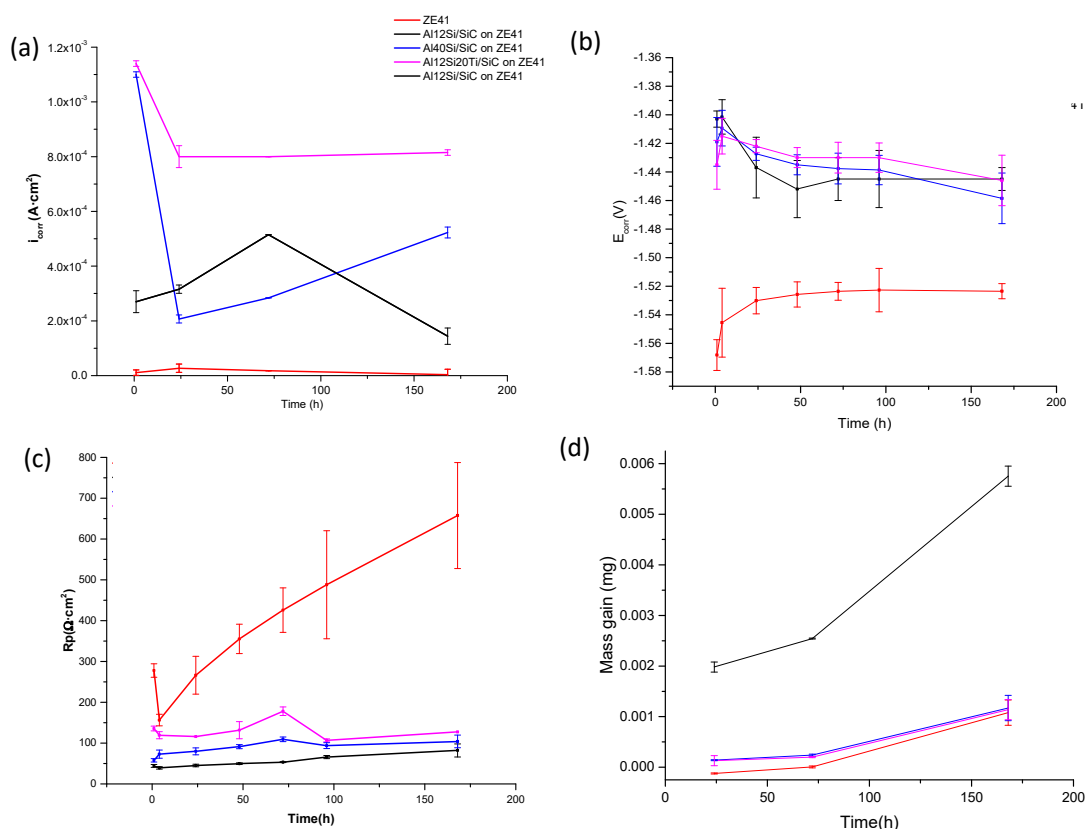 (a)
ZE41
Al12Si/SiC on ZE41
Al40Si/SiC on ZE41
Al12Si20Ti/SiC on ZE41
Al12Si/SiC on ZE41
1.2x10⁻³
1.0x10⁻³
8.0x10⁻⁴
6.0x10⁻⁴
4.0x10⁻⁴
2.0x10⁻⁴
0.0
i_corr (A·cm²)
0 50 100 150 200
Time (h)
(b)
-1.36
-1.38
-1.40
-1.42
-1.44
-1.46
-1.48
-1.50
-1.52
-1.54
-1.56
-1.58
E_corr(V)
0 50 100 150 200
Time (h)
(c)
800
700
600
500
400
300
200
100
0
Rp(Ω·cm²)
0 50 100 150 200
Time(h)
(d)
0.006
0.005
0.004
0.003
0.002
0.001
0.000
Mass gain (mg)
0 50 100 150 200
Time(h)